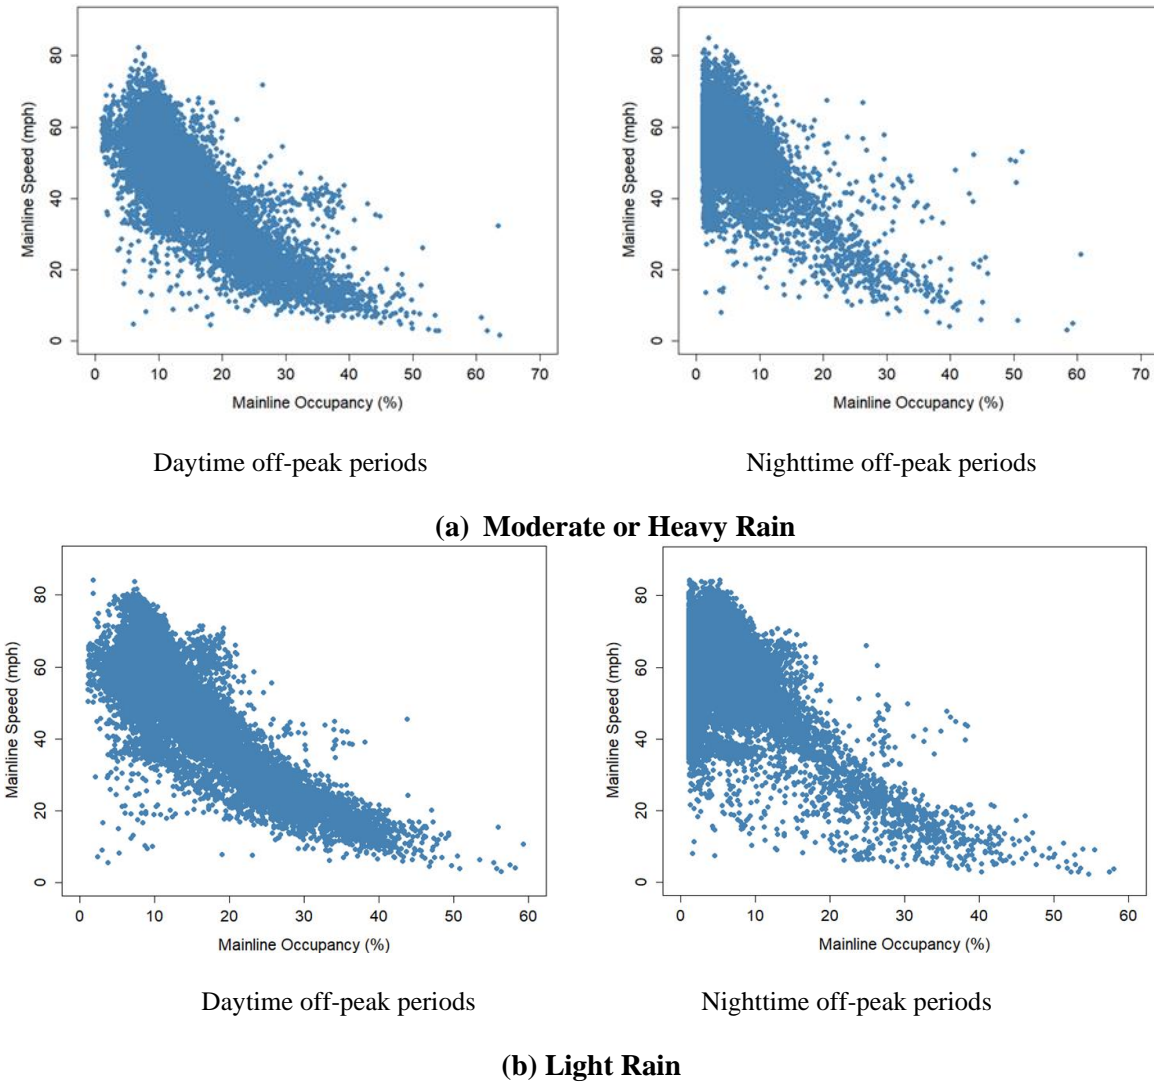 80
60
40
20
0
Mainline Speed (mph)
0 10 20 30 40 50 60 70
Mainline Occupancy (%)
Daytime off-peak periods
80
60
40
20
0
Mainline Speed (mph)
0 10 20 30 40 50 60 70
Mainline Occupancy (%)
Nighttime off-peak periods
(a) Moderate or Heavy Rain
80
60
40
20
0
Mainline Speed (mph)
0 10 20 30 40 50 60
Mainline Occupancy (%)
Daytime off-peak periods
80
60
40
20
0
Mainline Speed (mph)
0 10 20 30 40 50 60
Mainline Occupancy (%)
Nighttime off-peak periods
(b) Light Rain